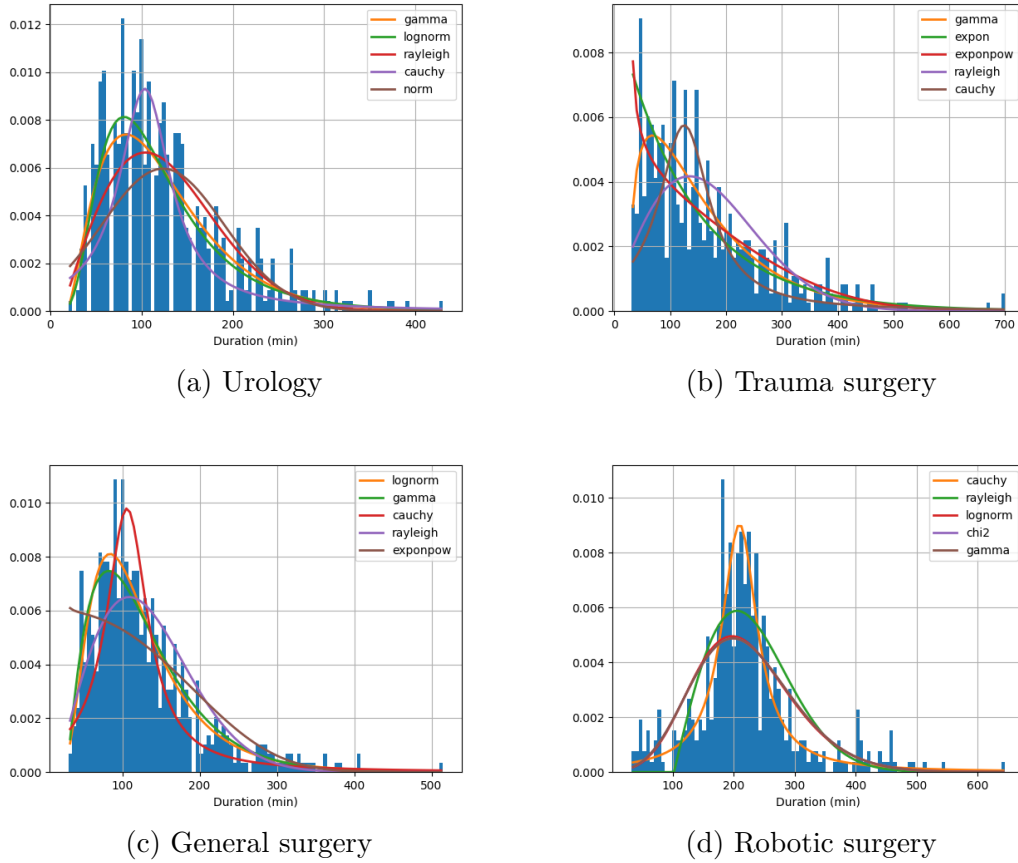 gamma
lognorm
rayleigh
cauchy
norm
0.012
0.010
0.008
0.006
0.004
0.002
0.000
0 100 200 300 400
Duration (min)
(a) Urology
gamma
expon
exponpow
rayleigh
cauchy
0.008
0.006
0.004
0.002
0.000
0 100 200 300 400 500 600 700
Duration (min)
(b) Trauma surgery
lognorm
gamma
cauchy
rayleigh
exponpow
0.010
0.008
0.006
0.004
0.002
0.000
100 200 300 400 500
Duration (min)
(c) General surgery
cauchy
rayleigh
lognorm
chi2
gamma
0.010
0.008
0.006
0.004
0.002
0.000
100 200 300 400 500 600
Duration (min)
(d) Robotic surgery